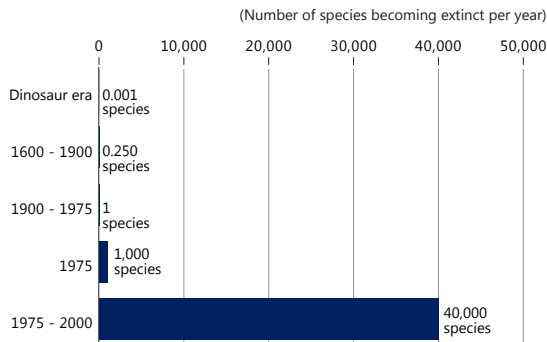 (Number of species becoming extinct per year)
0 10,000 20,000 30,000 40,000 50,000
Dinosaur era 0.001
species
1600 - 1900 0.250
species
1900 - 1975 1
species
1975 1,000
species
1975 - 2000 40,000
species